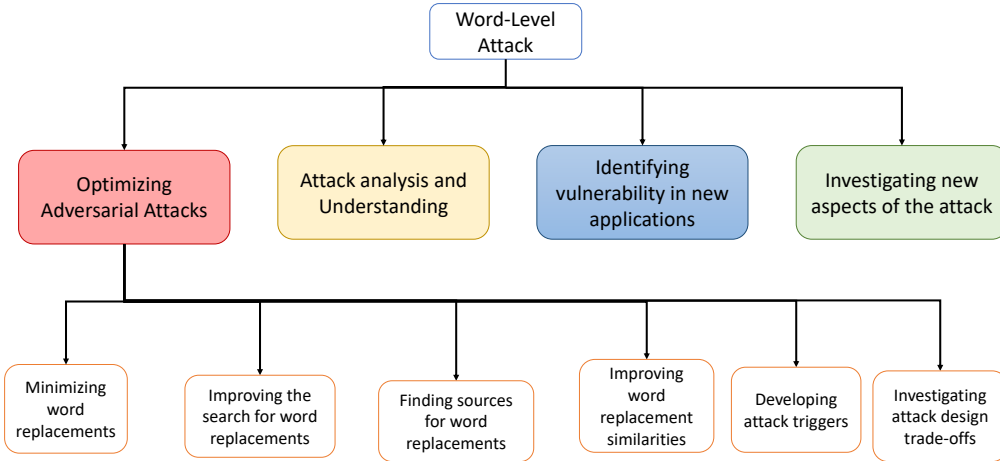 Word-Level
Attack
Optimizing
Adversarial Attacks
Attack analysis and
Understanding
Identifying
vulnerability in new
applications
Investigating new
aspects of the attack
Minimizing
word
replacements
Improving the
search for word
replacements
Finding sources
for word
replacements
Improving
word
replacement
similarities
Developing
attack triggers
Investigating
attack design
trade-offs